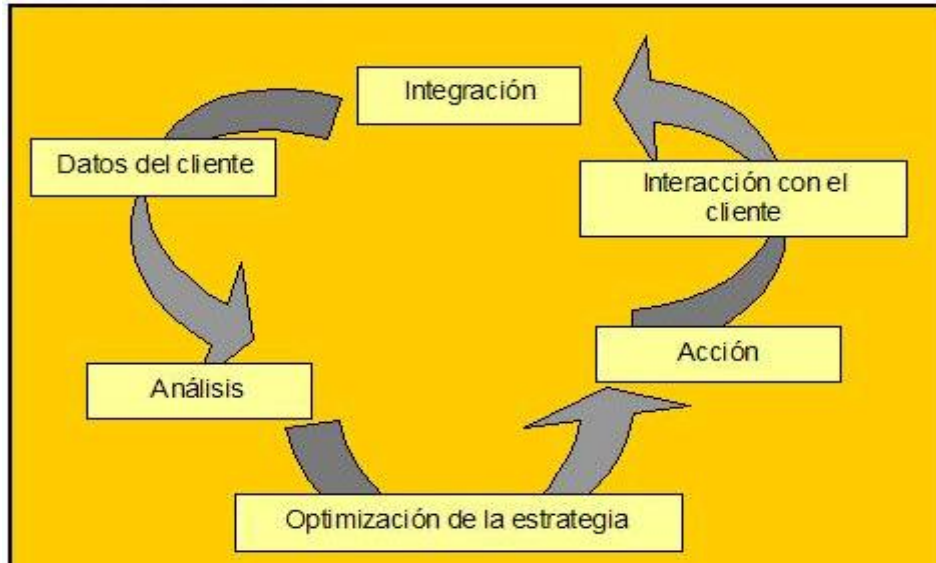 Integración
Datos del cliente
Interacción con el
cliente
Acción
Análisis
Optimización de la estrategia